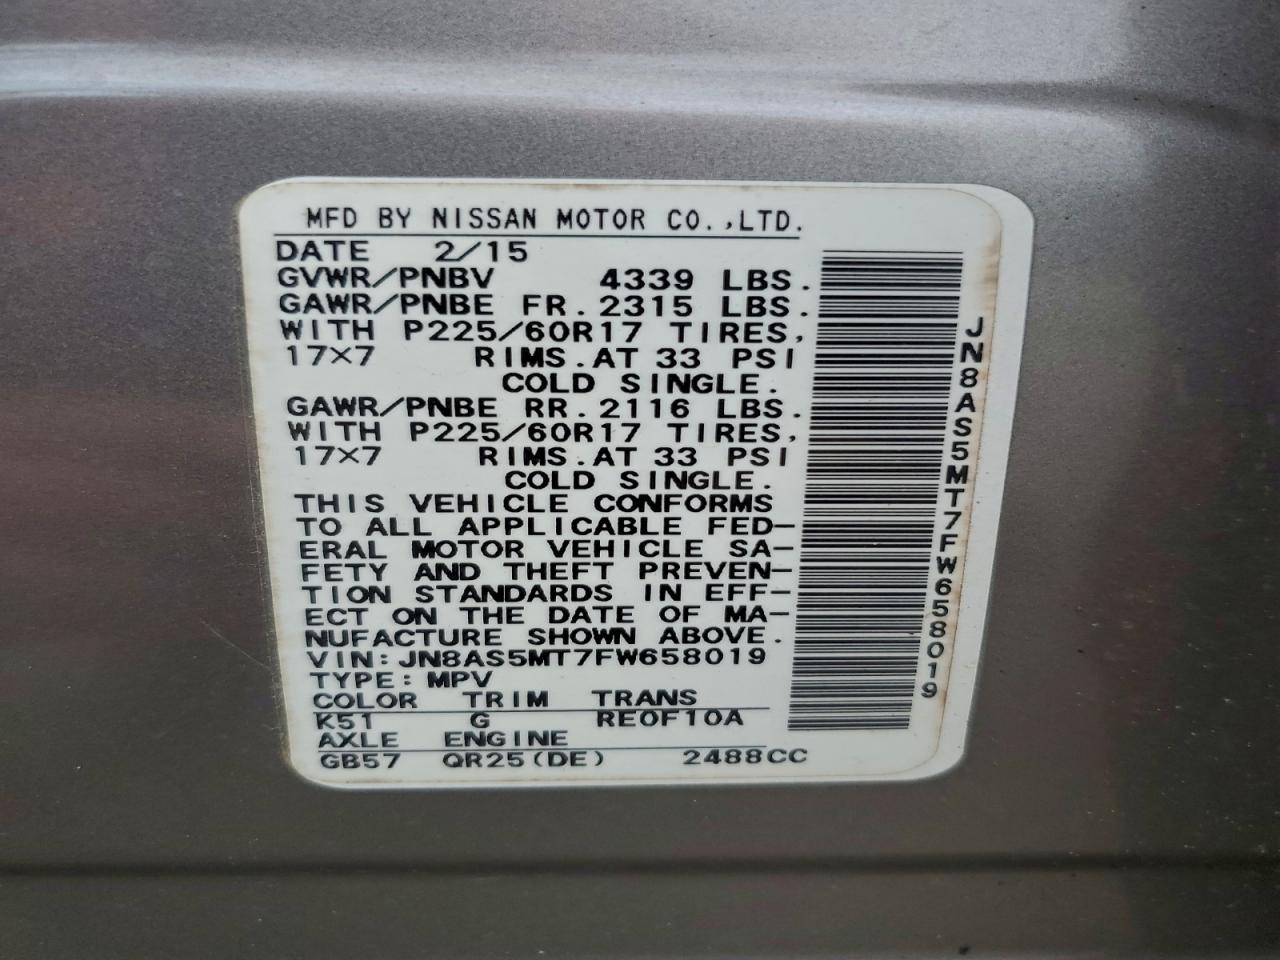 MFD BY NISSAN MOTOR CO.,LTD.
DATE 2/15
GVWR/PNBV 4339 LBS.
GAWR/PNBE FR. 2315 LBS.
WITH P225/60R17 TIRES,
17×7 RIMS. AT 33 PSI
COLD SINGLE.
GAWR/PNBE RR. 2116 LBS.
WITH P225/60R17 TIRES,
17×7 RIMS. AT 33 PSI
COLD SINGLE.
THIS VEHICLE CONFORMS
TO ALL APPLICABLE FED-
ERAL MOTOR VEHICLE SA-
FETY AND THEFT PREVEN-
TION STANDARDS IN EFF-
ECT ON THE DATE OF MA-
NUFACTURE SHOWN ABOVE.
VIN: JN8AS5MT7FW658019
TYPE: MPV
COLOR TRIM TRANS
K51 G RE0F10A
AXLE ENGINE
GB57 QR25(DE) 2488CC
JN8AS5MT7FW658019